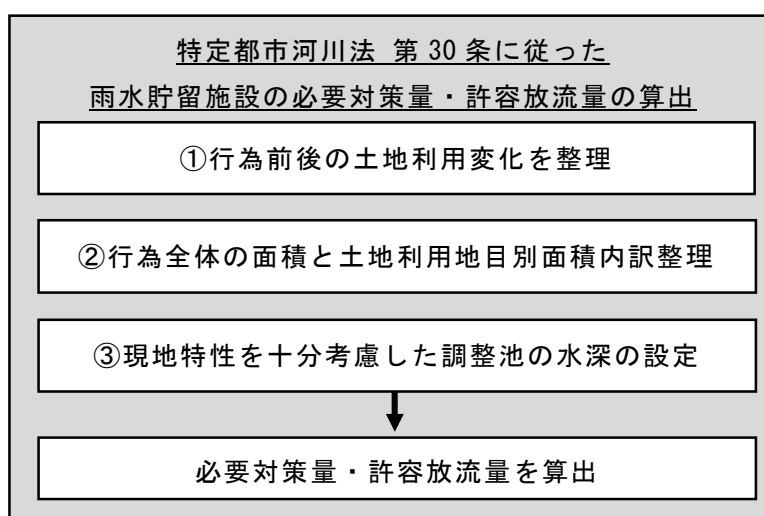 特定都市河川法 第30条に従った
雨水貯留施設の必要対策量・許容放流量の算出
①行為前後の土地利用変化を整理
②行為全体の面積と土地利用地目別面積内訳整理
③現地特性を十分考慮した調整池の水深の設定
必要対策量・許容放流量を算出